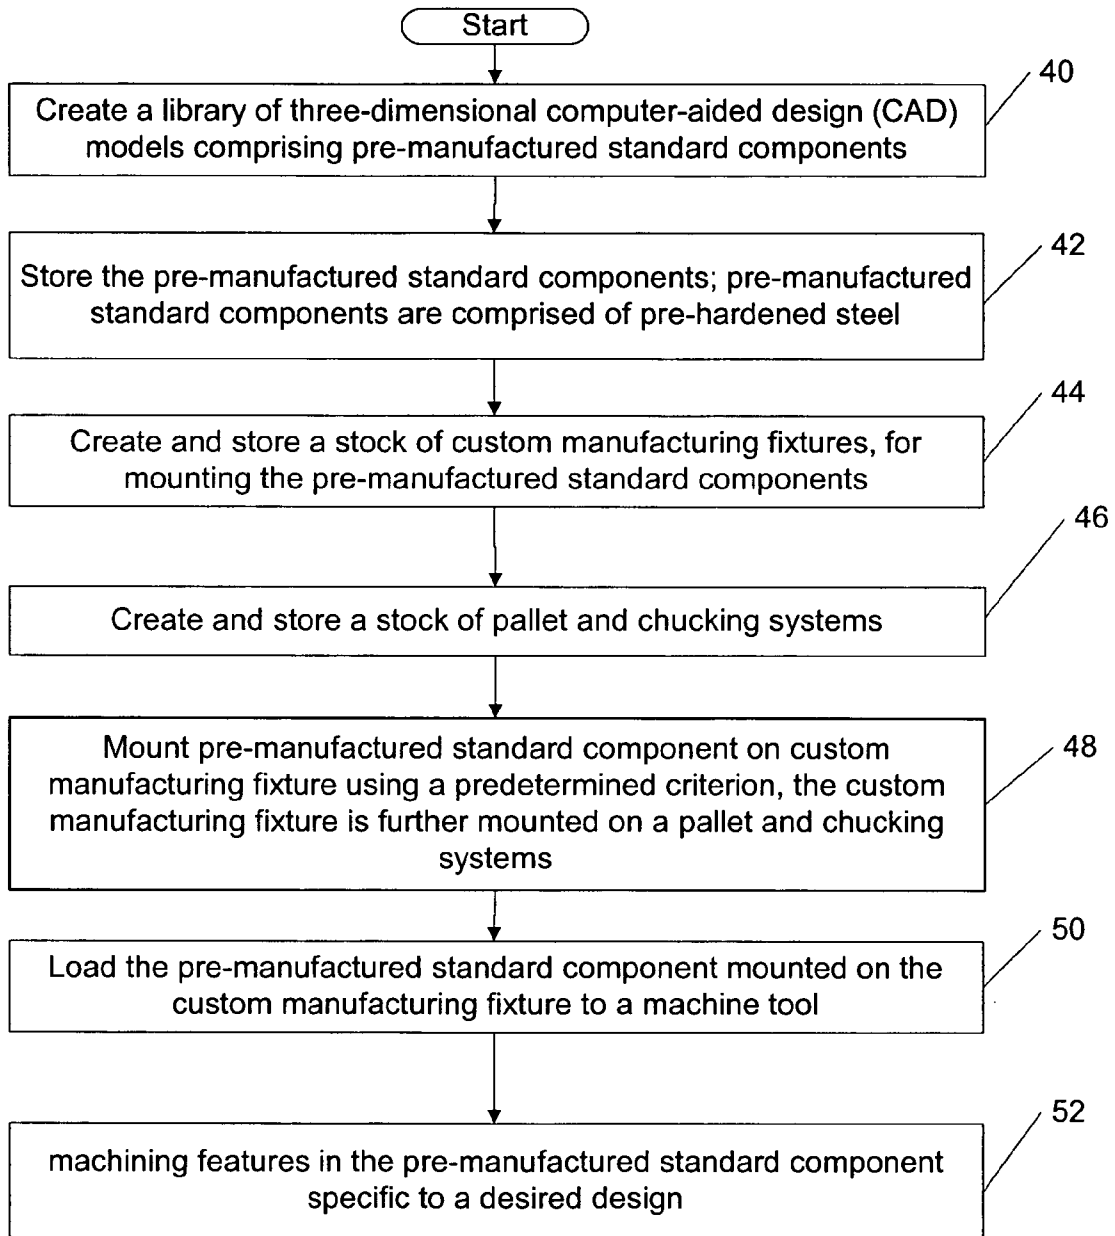 Start
40
Create a library of three-dimensional computer-aided design (CAD)
models comprising pre-manufactured standard components
42
Store the pre-manufactured standard components; pre-manufactured
standard components are comprised of pre-hardened steel
44
Create and store a stock of custom manufacturing fixtures, for
mounting the pre-manufactured standard components
46
Create and store a stock of pallet and chucking systems
48
Mount pre-manufactured standard component on custom
manufacturing fixture using a predetermined criterion, the custom
manufacturing fixture is further mounted on a pallet and chucking
systems
50
Load the pre-manufactured standard component mounted on the
custom manufacturing fixture to a machine tool
52
machining features in the pre-manufactured standard component
specific to a desired design